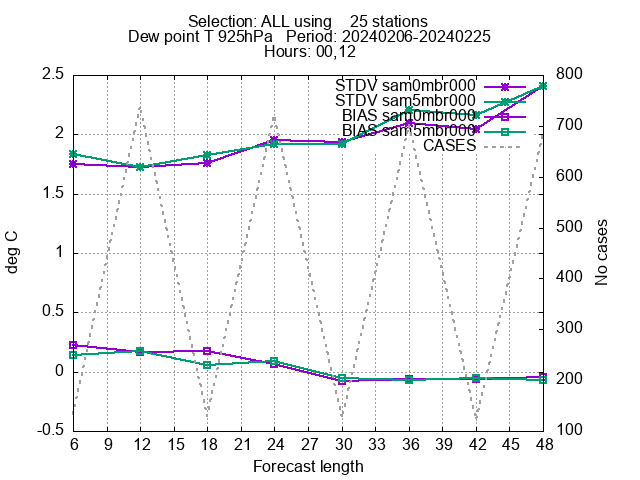 Selection: ALL using    25 stations
Dew point T 925hPa   Period: 20240206-20240225
Hours: 00,12
2.5
2
1.5
1
0.5
0
-0.5
deg C
800
700
600
500
400
300
200
100
No cases
STDV sam0mbr000
STDV sam5mbr000
BIAS sam0mbr000
BIAS sam5mbr000
CASES
6 9 12 15 18 21 24 27 30 33 36 39 42 45 48
Forecast length